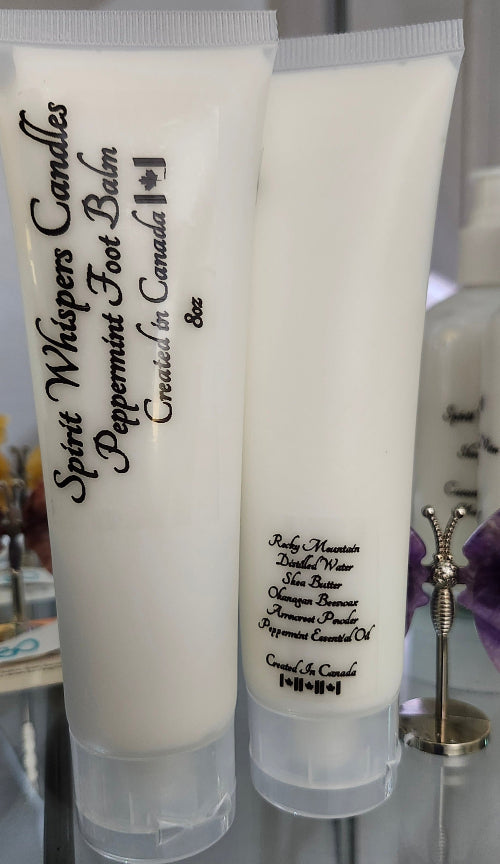 Spirit Whispers Candles
Peppermint Foot Balm
Created in Canada
8oz
Rocky Mountain
Distilled Water
Shea Butter
Okanagan Beeswax
Arrowroot Powder
Peppermint Essential Oil
Created In Canada